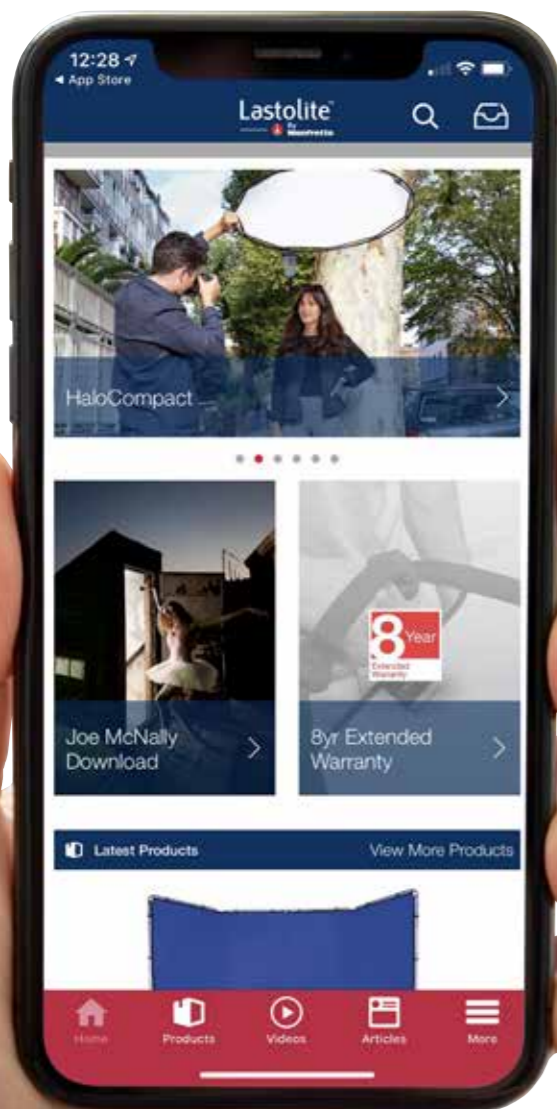 12:28
App Store
Lastolite™
By
Manfrotto
HaloCompact
8 Year
Extended
Warranty
Joe McNally
Download
8yr Extended
Warranty
Latest Products
View More Products
Home
Products
Videos
Articles
More